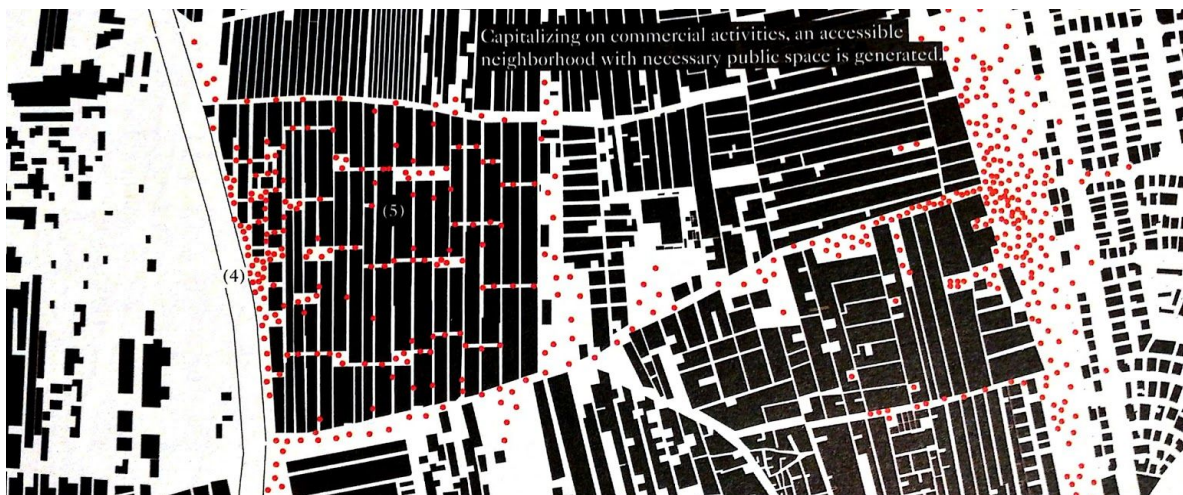 Capitalizing on commercial activities, an accessible
neighborhood with necessary public space is generated.
(5)
(4)